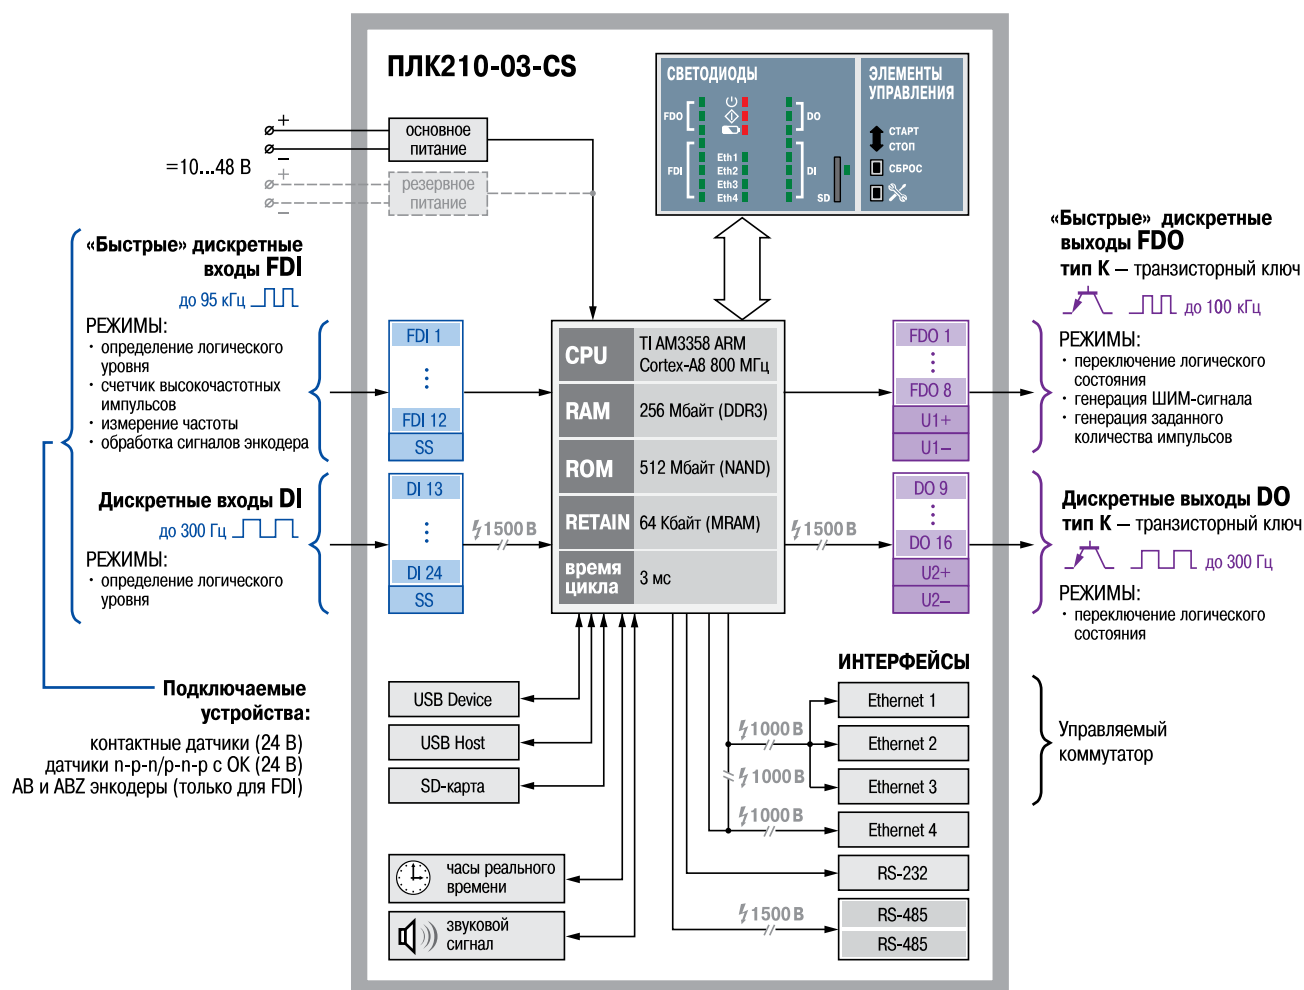 ПЛК210-03-CS
СВЕТОДИОДЫ
FDO
DO
FDI
Eth1
Eth2
Eth3
Eth4
DI
SD
ЭЛЕМЕНТЫ
УПРАВЛЕНИЯ
СТАРТ
СТОП
СБРОС
=10...48 В
+
−
+
−
основное
питание
резервное
питание
«Быстрые» дискретные
входы FDI
до 95 кГц
РЕЖИМЫ:
· определение логического
уровня
· счетчик высокочастотных
импульсов
· измерение частоты
· обработка сигналов энкодера
Дискретные входы DI
до 300 Гц
РЕЖИМЫ:
· определение логического
уровня
Подключаемые
устройства:
контактные датчики (24 В)
датчики n-p-n/p-n-p с ОК (24 В)
AB и ABZ энкодеры (только для FDI)
FDI 1
FDI 12
SS
DI 13
DI 24
SS
1500 В
CPU
TI AM3358 ARM
Cortex-A8 800 МГц
RAM
256 Мбайт (DDR3)
ROM
512 Мбайт (NAND)
RETAIN
64 Кбайт (MRAM)
время
цикла
3 мс
1500 В
FDO 1
FDO 8
U1+
U1−
DO 9
DO 16
U2+
U2−
«Быстрые» дискретные
выходы FDO
тип К – транзисторный ключ
до 100 кГц
РЕЖИМЫ:
· переключение логического
состояния
· генерация ШИМ-сигнала
· генерация заданного
количества импульсов
Дискретные выходы DO
тип К – транзисторный ключ
до 300 Гц
РЕЖИМЫ:
· переключение логического
состояния
USB Device
USB Host
SD-карта
часы реального
времени
звуковой
сигнал
ИНТЕРФЕЙСЫ
1000 В
1000 В
1000 В
1500 В
Ethernet 1
Ethernet 2
Ethernet 3
Ethernet 4
RS-232
RS-485
RS-485
Управляемый
коммутатор